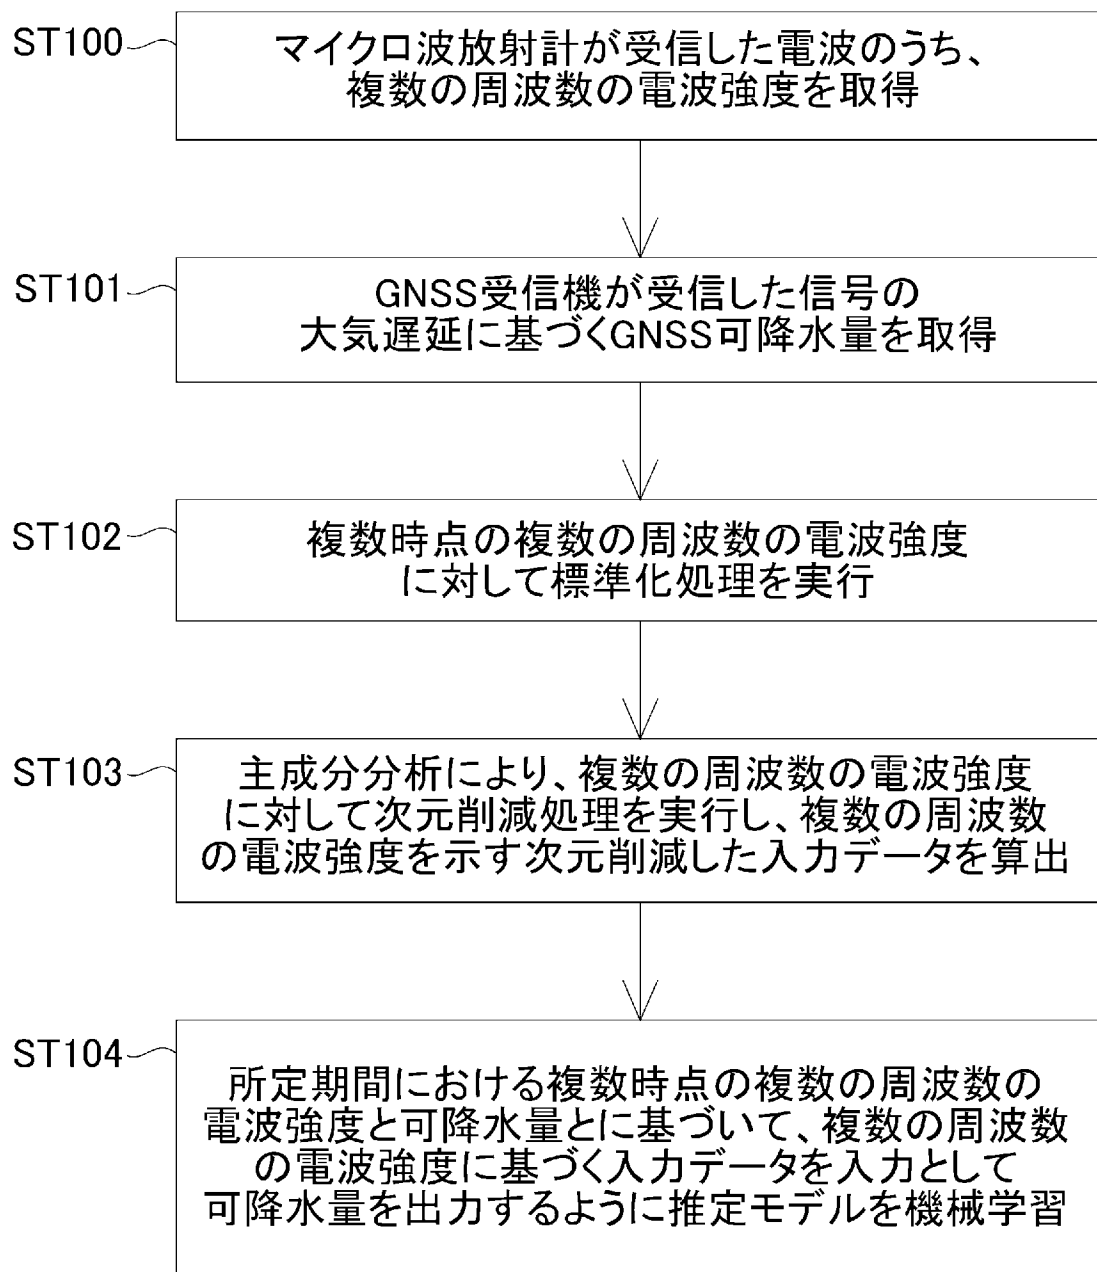 ST100
マイクロ波放射計が受信した電波のうち、
複数の周波数の電波強度を取得
ST101
GNSS受信機が受信した信号の
大気遅延に基づくGNSS可降水量を取得
ST102
複数時点の複数の周波数の電波強度
に対して標準化処理を実行
ST103
主成分分析により、複数の周波数の電波強度
に対して次元削減処理を実行し、複数の周波数
の電波強度を示す次元削減した入力データを算出
ST104
所定期間における複数時点の複数の周波数の
電波強度と可降水量とに基づいて、複数の周波数
の電波強度に基づく入力データを入力として
可降水量を出力するように推定モデルを機械学習